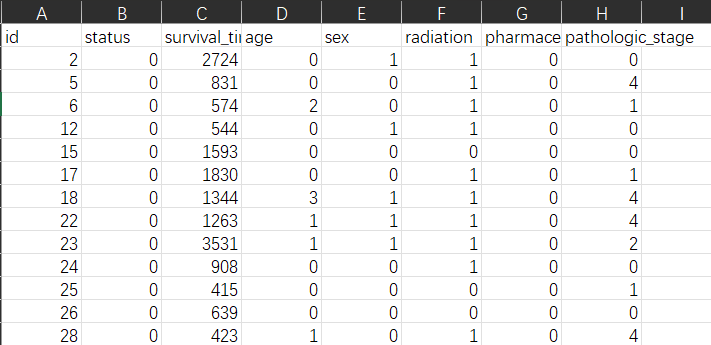 A B C D E F G H I
id status survival_ti age sex radiation pharmace pathologic_stage
2 0 2724 0 1 1 0 0
5 0 831 0 0 1 0 4
6 0 574 2 0 1 0 1
12 0 544 0 1 1 0 0
15 0 1593 0 0 0 0 0
17 0 1830 0 0 1 0 1
18 0 1344 3 1 1 0 4
22 0 1263 1 1 1 0 4
23 0 3531 1 1 1 0 2
24 0 908 0 0 1 0 0
25 0 415 0 0 0 0 1
26 0 639 0 0 0 0 0
28 0 423 1 0 1 0 4